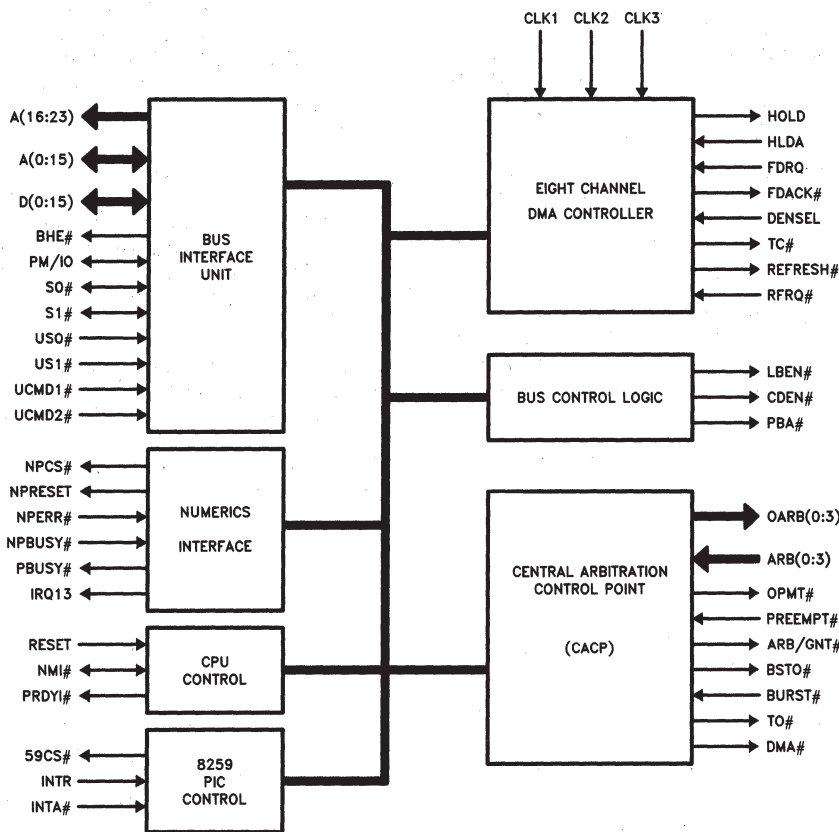 CLK1 CLK2 CLK3
A(16:23)
A(0:15)
D(0:15)
BHE#
PM/IO
S0#
S1#
US0#
US1#
UCMD1#
UCMD2#
BUS
INTERFACE
UNIT
EIGHT CHANNEL
DMA CONTROLLER
HOLD
HLDA
FDRQ
FDACK#
DENSEL
TC#
REFRESH#
RFRQ#
BUS CONTROL LOGIC
LBEN#
CDEN#
PBA#
NPCS#
NPRESET
NPERR#
NPBUSY#
PBUSY#
IRQ13
NUMERICS
INTERFACE
CENTRAL ARBITRATION
CONTROL POINT
(CACP)
OARB(0:3)
ARB(0:3)
OPMT#
PREEMPT#
ARB/GNT#
BSTO#
BURST#
TO#
DMA#
RESET
NMI#
PRDYI#
CPU
CONTROL
59CS#
INTR
INTA#
8259
PIC
CONTROL